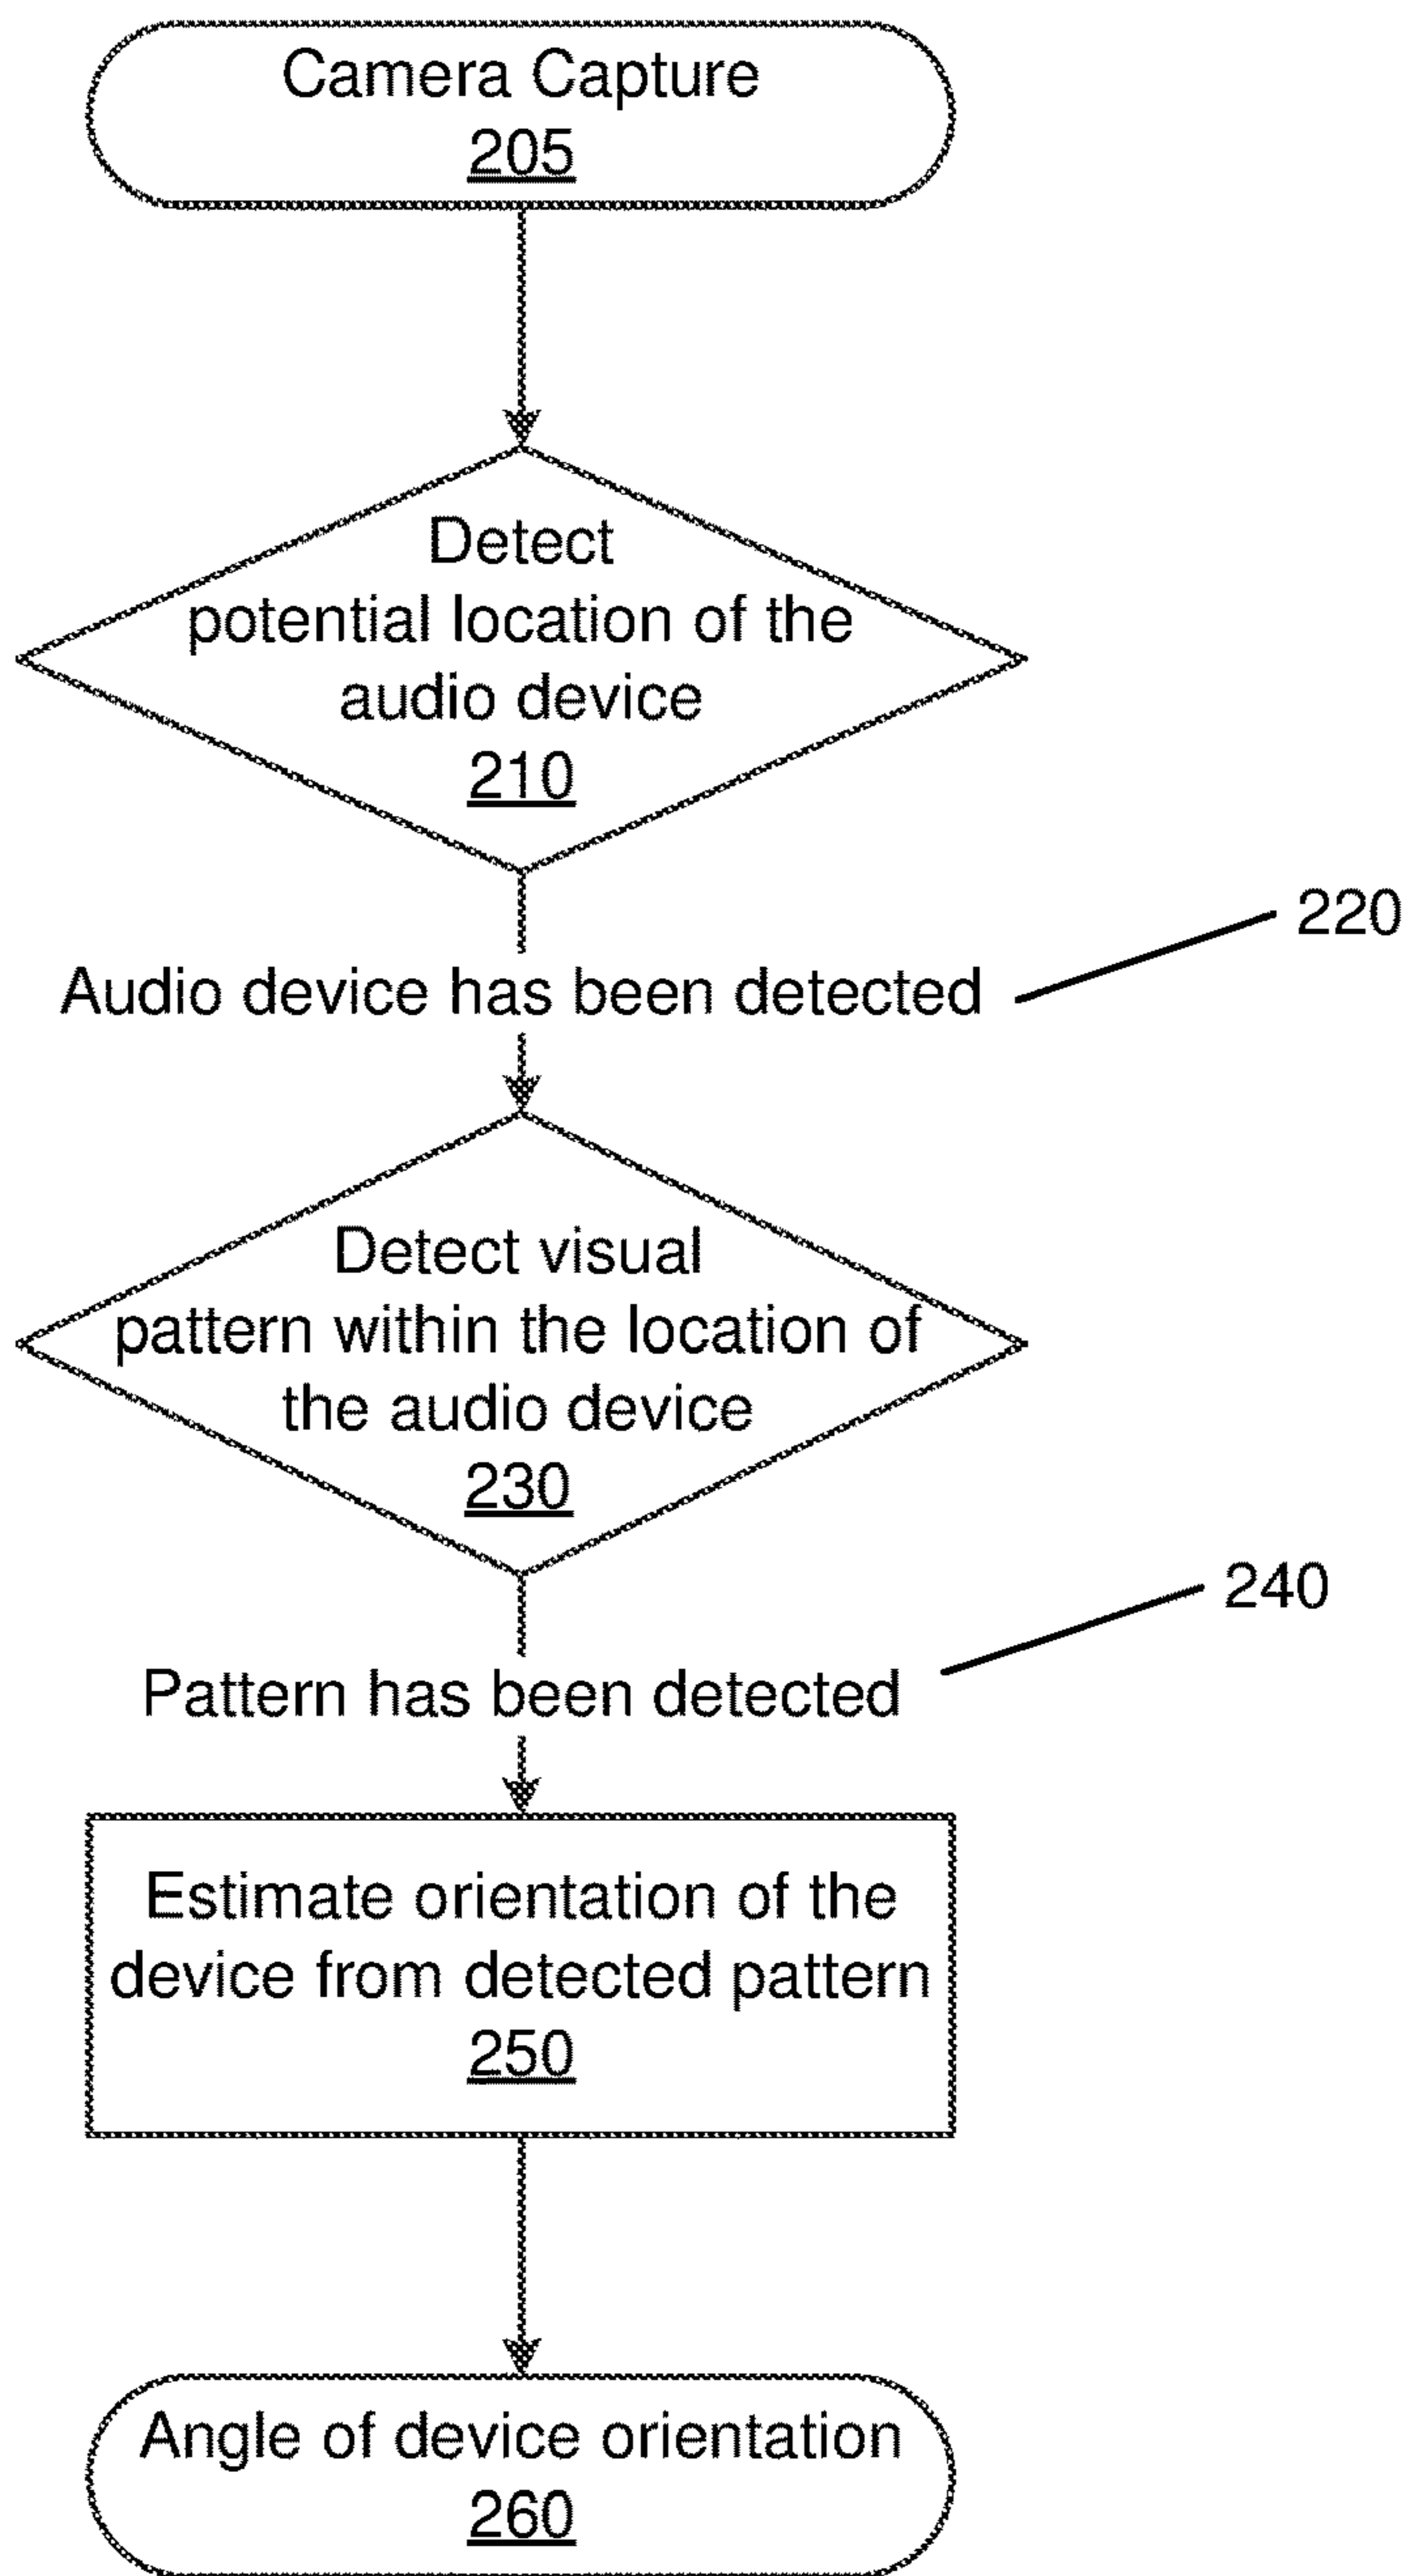 Camera Capture
205
Detect
potential location of the
audio device
210
220
Audio device has been detected
Detect visual
pattern within the location of
the audio device
230
240
Pattern has been detected
Estimate orientation of the
device from detected pattern
250
Angle of device orientation
260